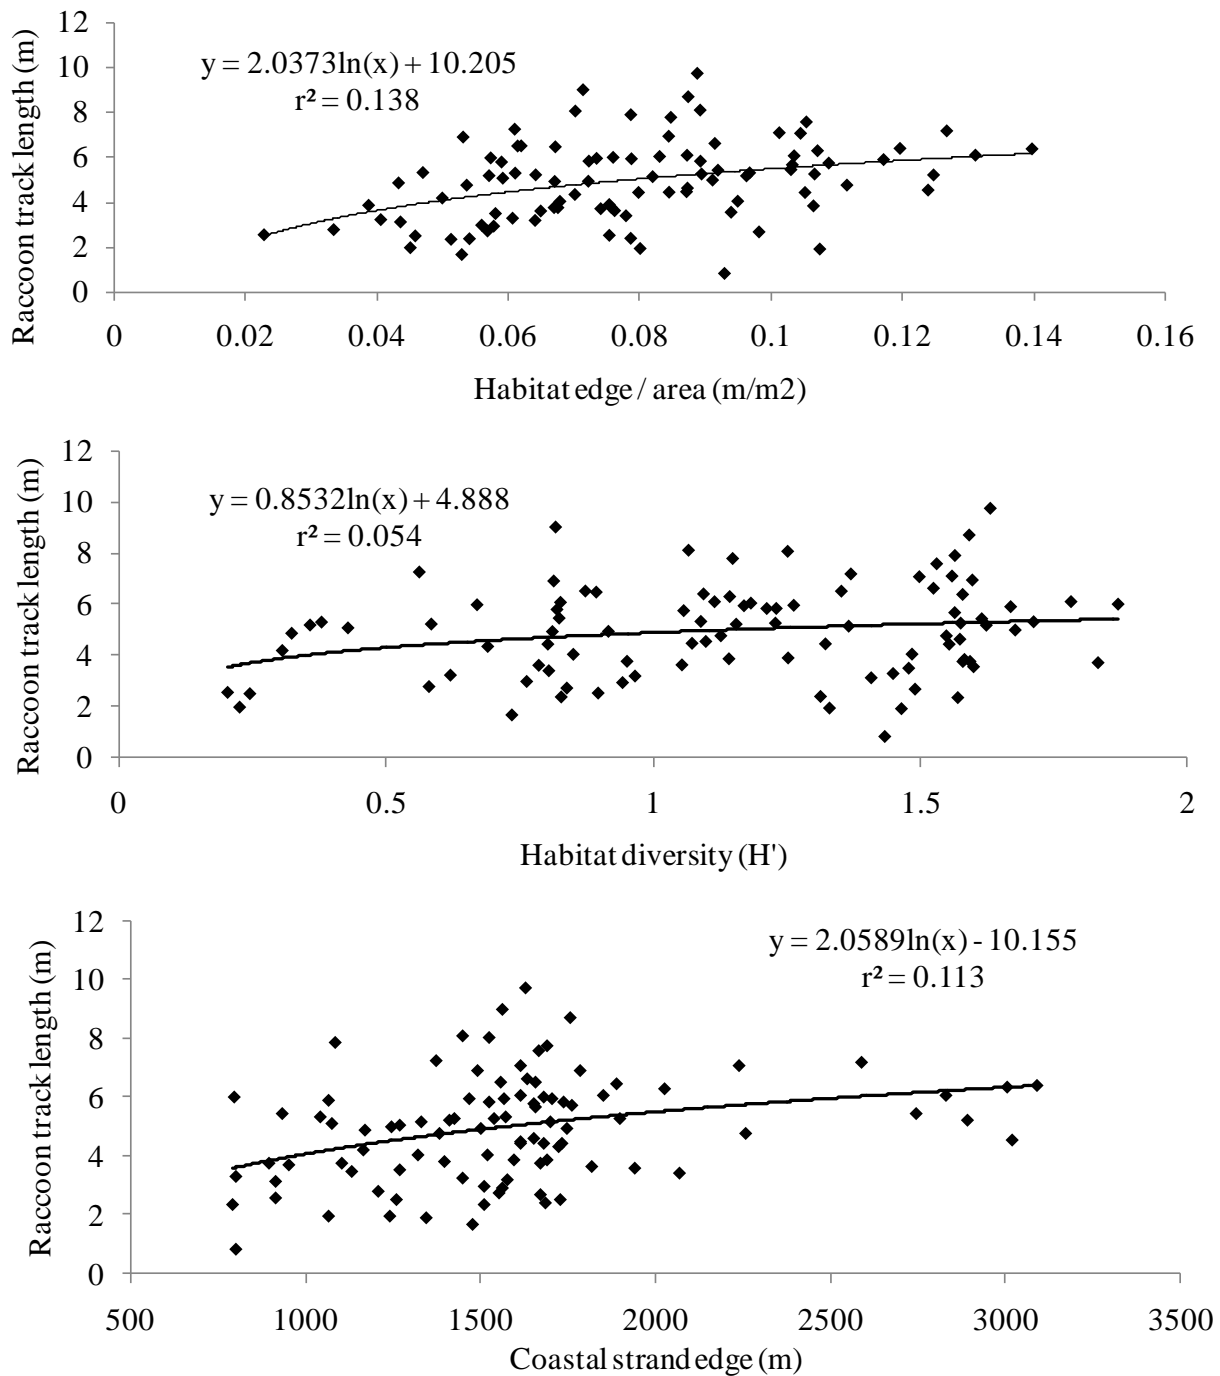 12
10
8
6
4
2
0
Raccoon track length (m)
y = 2.0373ln(x) + 10.205
r² = 0.138
0 0.02 0.04 0.06 0.08 0.1 0.12 0.14 0.16
Habitat edge / area (m/m2)
12
10
8
6
4
2
0
Raccoon track length (m)
y = 0.8532ln(x) + 4.888
r² = 0.054
0 0.5 1 1.5 2
Habitat diversity (H')
12
10
8
6
4
2
0
Raccoon track length (m)
y = 2.0589ln(x) - 10.155
r² = 0.113
500 1000 1500 2000 2500 3000 3500
Coastal strand edge (m)